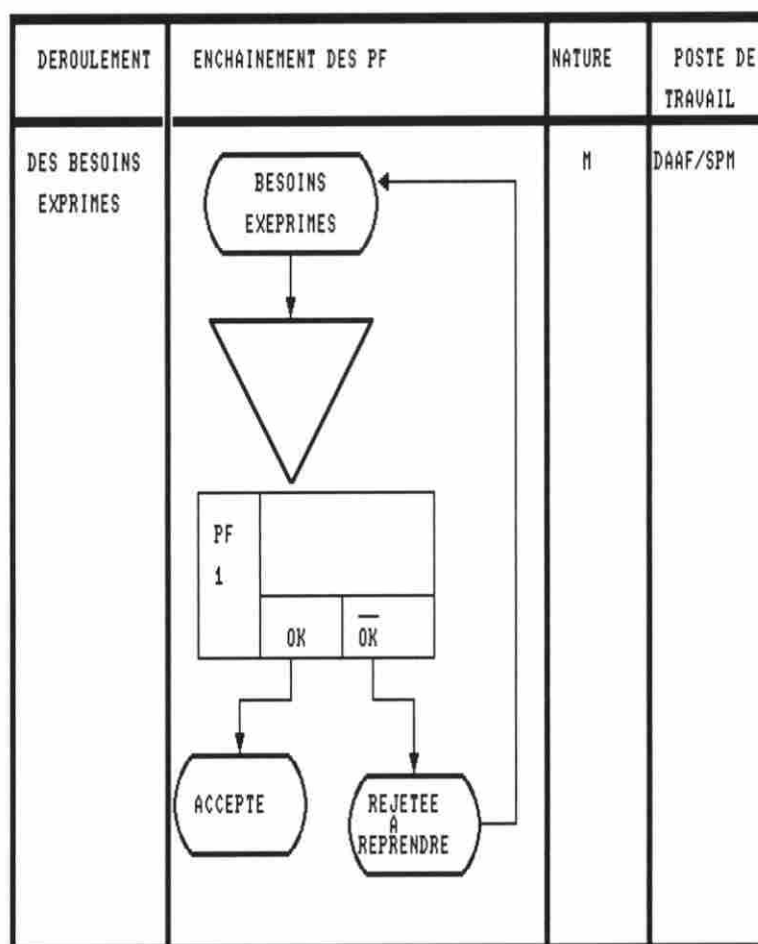 DEROULEMENT
ENCHAINEMENT DES PF
NATURE
POSTE DE
TRAVAIL
DES BESOINS
EXPRIMES
BESOINS
EXEPRIMES
M
DAAF/SPM
PF
1
OK
O̅K̅
ACCEPTE
REJETEE
A
REPRENDRE